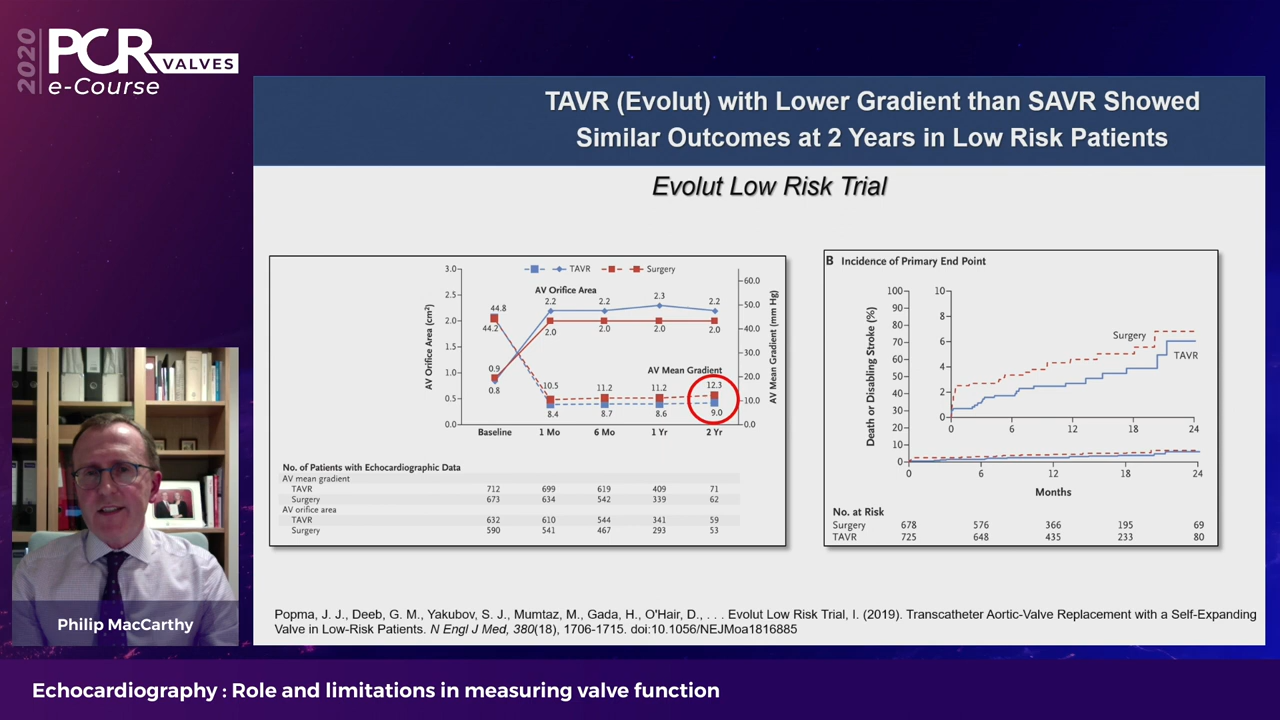 2020
PCR VALVES
e-Course
TAVR (Evolut) with Lower Gradient than SAVR Showed
Similar Outcomes at 2 Years in Low Risk Patients
Evolut Low Risk Trial
TAVR Surgery
AV Orifice Area
AV Orifice Area (cm²)
3.0
2.5
2.0
1.5
1.0
0.5
0.0
44.8
44.2
0.9
0.8
2.2 2.2 2.3 2.2
2.0 2.0 2.0 2.0
AV Mean Gradient
10.5 11.2 11.2 12.3
8.4 8.7 8.6 9.0
60.0
50.0
40.0
30.0
20.0
10.0
0.0
AV Mean Gradient (mm Hg)
Baseline 1 Mo 6 Mo 1 Yr 2 Yr
No. of Patients with Echocardiographic Data
AV mean gradient
TAVR 712 699 619 409 71
Surgery 673 634 542 339 62
AV orifice area
TAVR 632 610 544 341 59
Surgery 590 541 467 293 53
B Incidence of Primary End Point
Death or Disabling Stroke (%)
100
90
80
70
60
50
40
30
20
10
0
10
8
6
4
2
0
Surgery
TAVR
0 6 12 18 24
0 6 12 18 24
Months
No. at Risk
Surgery 678 576 366 195 69
TAVR 725 648 435 233 80
Popma, J. J., Deeb, G. M., Yakubov, S. J., Mumtaz, M., Gada, H., O'Hair, D., . . . Evolut Low Risk Trial, I. (2019). Transcatheter Aortic-Valve Replacement with a Self-Expanding
Valve in Low-Risk Patients. N Engl J Med, 380(18), 1706-1715. doi:10.1056/NEJMoa1816885
Philip MacCarthy
Echocardiography : Role and limitations in measuring valve function